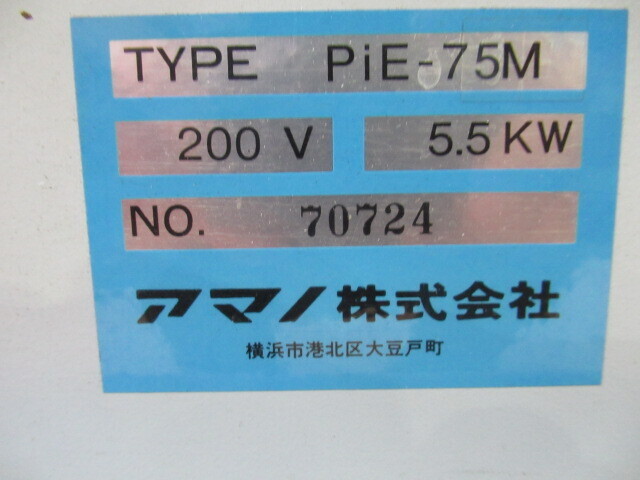 TYPE PiE-75M
200 V 5.5 KW
NO. 70724
アマノ株式会社
横浜市港北区大豆戸町